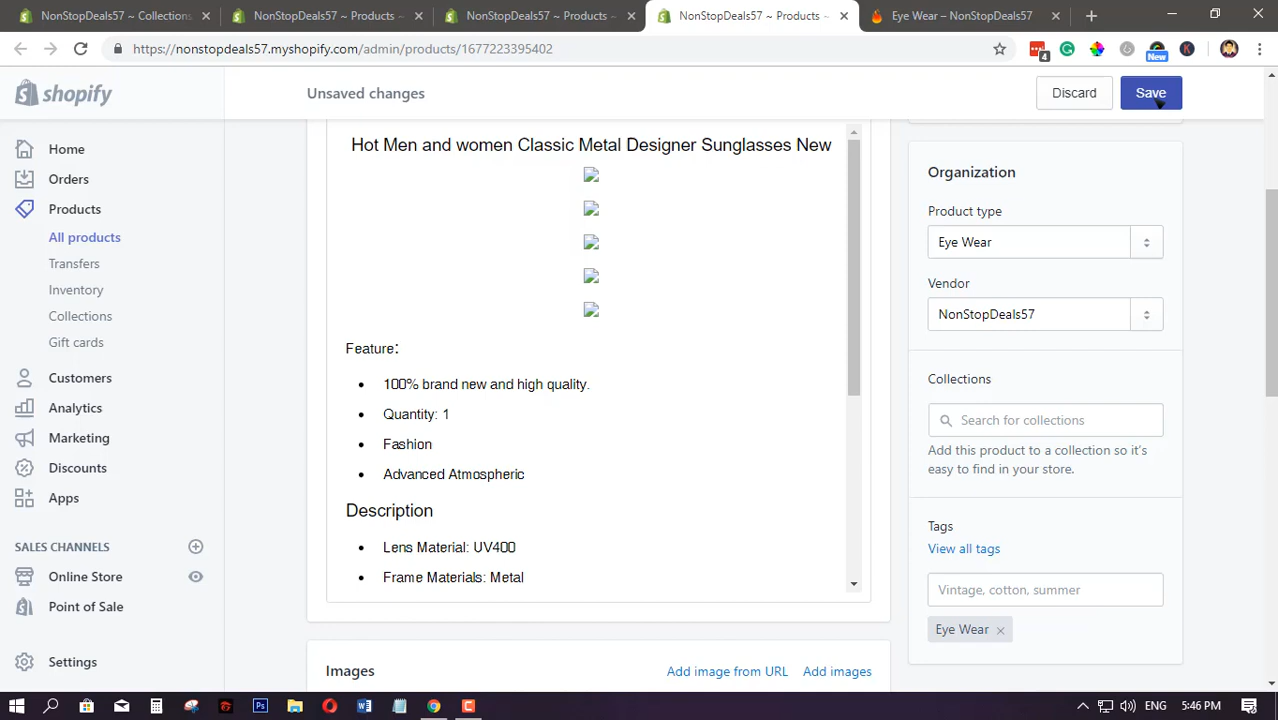 NonStopDeals57 ~ Collections
NonStopDeals57 ~ Products ~
NonStopDeals57 ~ Products ~
NonStopDeals57 ~ Products ~
Eye Wear – NonStopDeals57
https://nonstopdeals57.myshopify.com/admin/products/1677223395402
4
New
K
shopify
Unsaved changes
Discard
Save
Home
Orders
Products
All products
Transfers
Inventory
Collections
Gift cards
Customers
Analytics
Marketing
Discounts
Apps
SALES CHANNELS
Online Store
Point of Sale
Settings
Hot Men and women Classic Metal Designer Sunglasses New
Feature:
• 100% brand new and high quality.
• Quantity: 1
• Fashion
• Advanced Atmospheric
Description
• Lens Material: UV400
• Frame Materials: Metal
Images
Add image from URL
Add images
Organization
Product type
Eye Wear
Vendor
NonStopDeals57
Collections
Search for collections
Add this product to a collection so it's
easy to find in your store.
Tags
View all tags
Vintage, cotton, summer
Eye Wear
Ps
ENG
5:46 PM